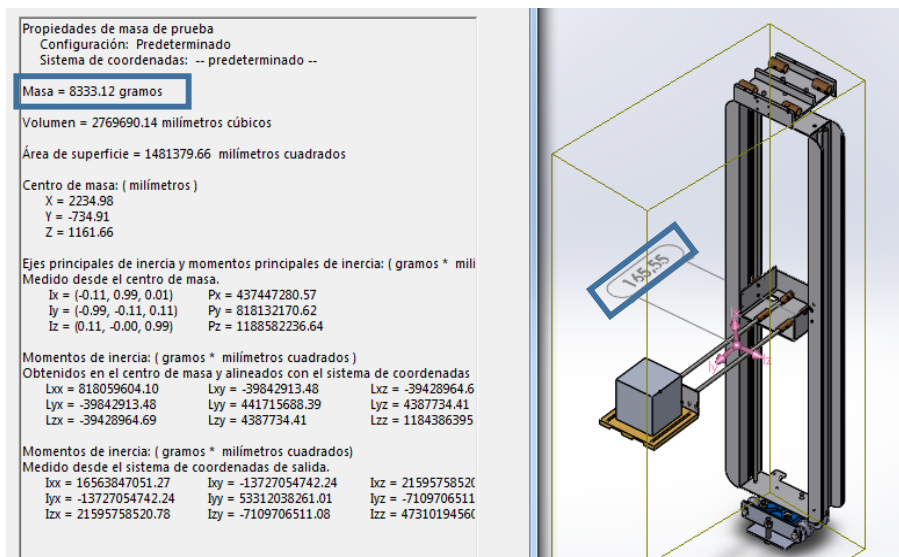 Propiedades de masa de prueba
Configuración: Predeterminado
Sistema de coordenadas: -- predeterminado --
Masa = 8333.12 gramos
Volumen = 2769690.14 milímetros cúbicos
Área de superficie = 1481379.66 milímetros cuadrados
Centro de masa: ( milímetros )
X = 2234.98
Y = -734.91
Z = 1161.66
Ejes principales de inercia y momentos principales de inercia: ( gramos * mili
Medido desde el centro de masa.
Ix = (-0.11, 0.99, 0.01) Px = 437447280.57
Iy = (-0.99, -0.11, 0.11) Py = 818132170.62
Iz = (0.11, -0.00, 0.99) Pz = 1188582236.64
Momentos de inercia: ( gramos * milímetros cuadrados )
Obtenidos en el centro de masa y alineados con el sistema de coordenadas
Lxx = 818059604.10 Lxy = -39842913.48 Lxz = -39428964.6
Lyx = -39842913.48 Lyy = 441715688.39 Lyz = 4387734.41
Lzx = -39428964.69 Lzy = 4387734.41 Lzz = 1184386395
Momentos de inercia: ( gramos * milímetros cuadrados)
Medido desde el sistema de coordenadas de salida.
Ixx = 16563847051.27 Ixy = -13727054742.24 Ixz = 21595758520
Iyx = -13727054742.24 Iyy = 53312038261.01 Iyz = -7109706511
Izx = 21595758520.78 Izy = -7109706511.08 Izz = 4731019456
165,55
Ix
Iy
Iz